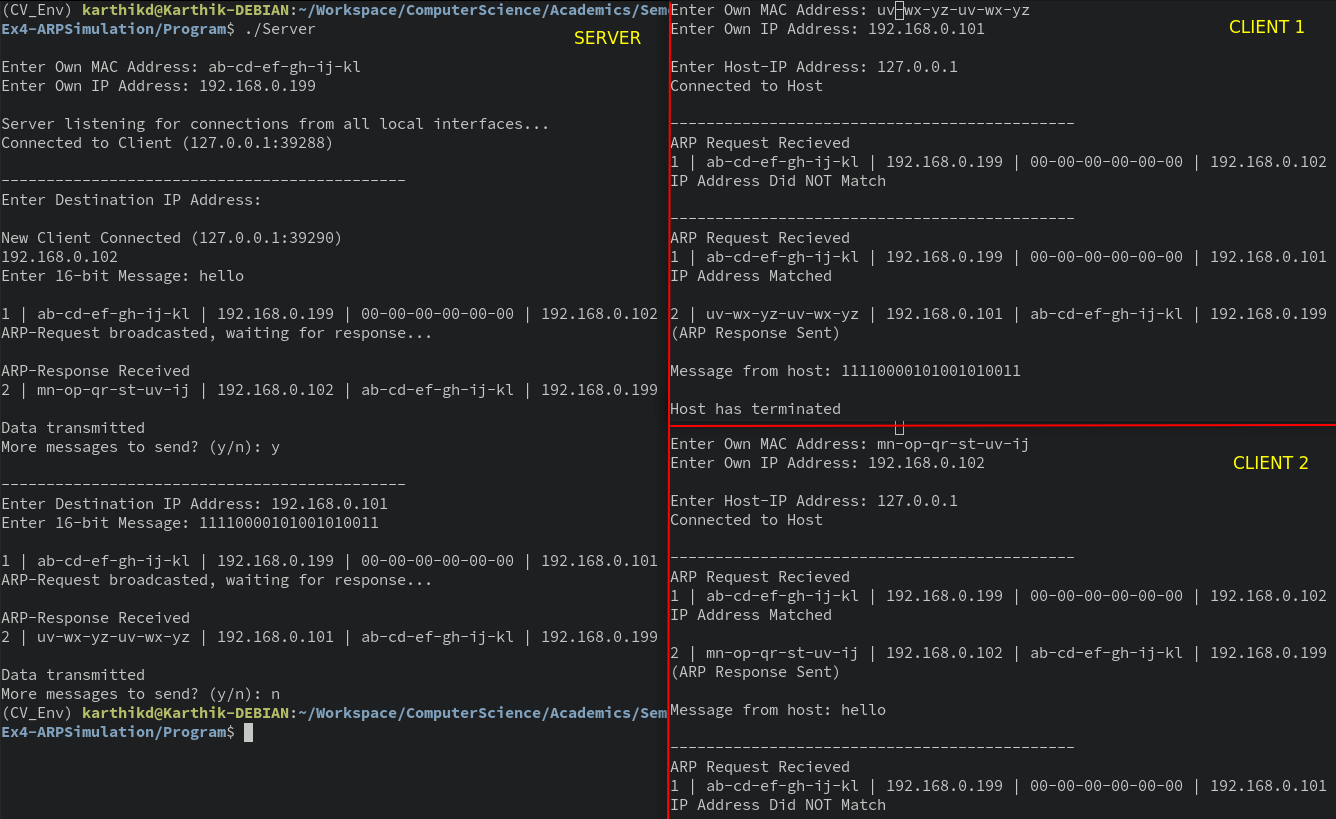 (CV_Env) karthikd@Karthik-DEBIAN:~/Workspace/ComputerScience/Academics/Sem
Ex4-ARPSimulation/Program$ ./Server
SERVER
Enter Own MAC Address: ab-cd-ef-gh-ij-kl
Enter Own IP Address: 192.168.0.199
Server listening for connections from all local interfaces...
Connected to Client (127.0.0.1:39288)
---------------------------------------------
Enter Destination IP Address:
New Client Connected (127.0.0.1:39290)
192.168.0.102
Enter 16-bit Message: hello
1 | ab-cd-ef-gh-ij-kl | 192.168.0.199 | 00-00-00-00-00-00 | 192.168.0.102
ARP-Request broadcasted, waiting for response...
ARP-Response Received
2 | mn-op-qr-st-uv-ij | 192.168.0.102 | ab-cd-ef-gh-ij-kl | 192.168.0.199
Data transmitted
More messages to send? (y/n): y
---------------------------------------------
Enter Destination IP Address: 192.168.0.101
Enter 16-bit Message: 11110000101001010011
1 | ab-cd-ef-gh-ij-kl | 192.168.0.199 | 00-00-00-00-00-00 | 192.168.0.101
ARP-Request broadcasted, waiting for response...
ARP-Response Received
2 | uv-wx-yz-uv-wx-yz | 192.168.0.101 | ab-cd-ef-gh-ij-kl | 192.168.0.199
Data transmitted
More messages to send? (y/n): n
(CV_Env) karthikd@Karthik-DEBIAN:~/Workspace/ComputerScience/Academics/Sem
Ex4-ARPSimulation/Program$
Enter Own MAC Address: uv-wx-yz-uv-wx-yz
Enter Own IP Address: 192.168.0.101
CLIENT 1
Enter Host-IP Address: 127.0.0.1
Connected to Host
---------------------------------------------
ARP Request Recieved
1 | ab-cd-ef-gh-ij-kl | 192.168.0.199 | 00-00-00-00-00-00 | 192.168.0.102
IP Address Did NOT Match
---------------------------------------------
ARP Request Recieved
1 | ab-cd-ef-gh-ij-kl | 192.168.0.199 | 00-00-00-00-00-00 | 192.168.0.101
IP Address Matched
2 | uv-wx-yz-uv-wx-yz | 192.168.0.101 | ab-cd-ef-gh-ij-kl | 192.168.0.199
(ARP Response Sent)
Message from host: 11110000101001010011
Host has terminated
Enter Own MAC Address: mn-op-qr-st-uv-ij
Enter Own IP Address: 192.168.0.102
CLIENT 2
Enter Host-IP Address: 127.0.0.1
Connected to Host
---------------------------------------------
ARP Request Recieved
1 | ab-cd-ef-gh-ij-kl | 192.168.0.199 | 00-00-00-00-00-00 | 192.168.0.102
IP Address Matched
2 | mn-op-qr-st-uv-ij | 192.168.0.102 | ab-cd-ef-gh-ij-kl | 192.168.0.199
(ARP Response Sent)
Message from host: hello
---------------------------------------------
ARP Request Recieved
1 | ab-cd-ef-gh-ij-kl | 192.168.0.199 | 00-00-00-00-00-00 | 192.168.0.101
IP Address Did NOT Match